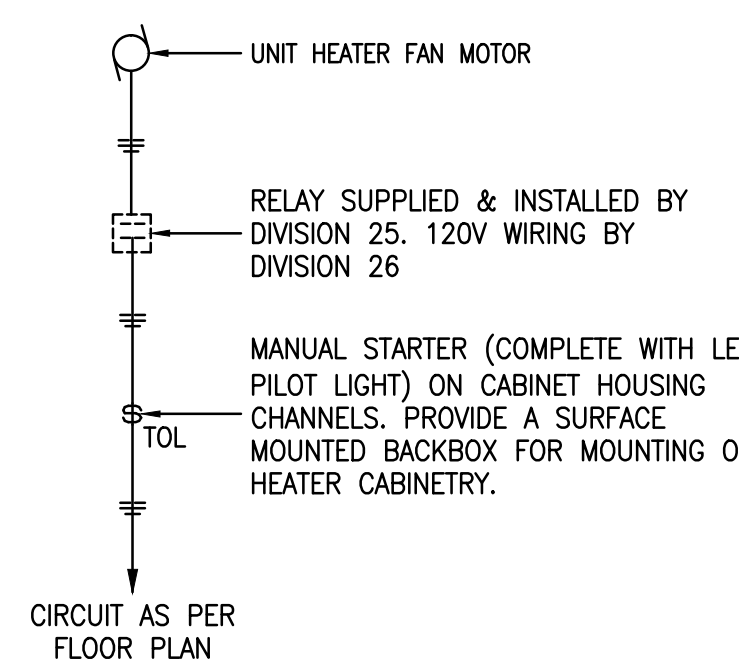 UNIT HEATER FAN MOTOR
RELAY SUPPLIED & INSTALLED BY
DIVISION 25. 120V WIRING BY
DIVISION 26
MANUAL STARTER (COMPLETE WITH
PILOT LIGHT) ON CABINET HOUSING
S
CHANNELS. PROVIDE A SURFACE
TOL
MOUNTED BACKBOX FOR MOUNTING
HEATER CABINETRY.
CIRCUIT AS PER
FLOOR PLAN